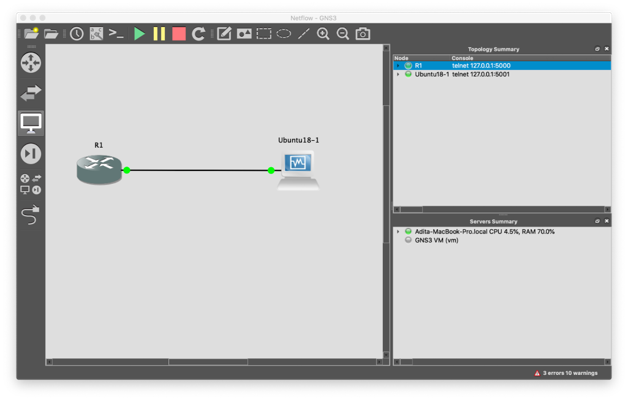 Netflow - GNS3
R1
Ubuntu18-1
Topology Summary
Node Console
R1 telnet 127.0.0.1:5000
Ubuntu18-1 telnet 127.0.0.1:5001
Servers Summary
Adita-MacBook-Pro.local CPU 4.5%, RAM 70.0%
GNS3 VM (vm)
3 errors 10 warnings